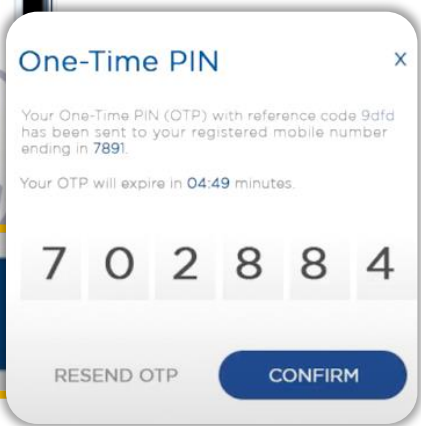 One-Time PIN X
Your One-Time PIN (OTP) with reference code 9dfd
has been sent to your registered mobile number
ending in 7891.
Your OTP will expire in 04:49 minutes.
7 0 2 8 8 4
RESEND OTP CONFIRM